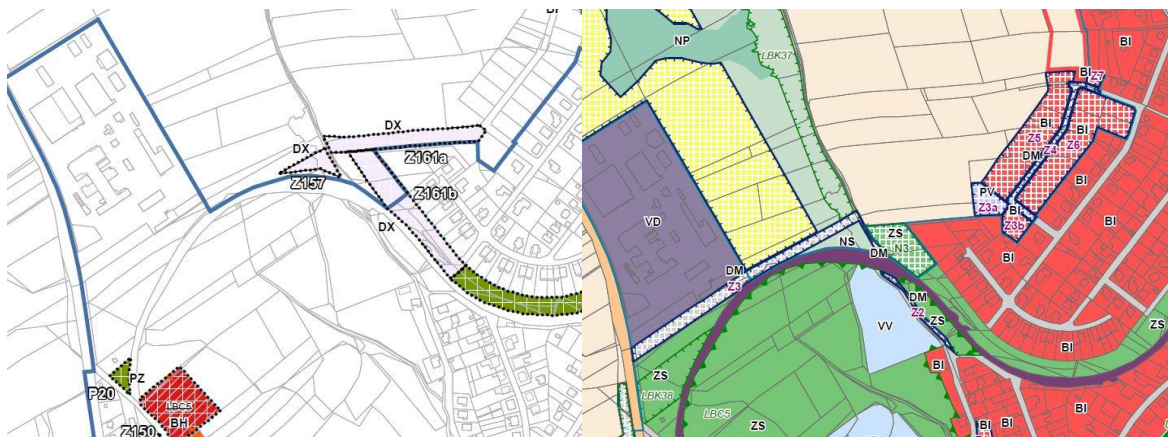 BI
DX
DX
Z161a
Z157
Z161b
DX
PZ
P20
LBC5
BH
Z150
NP
LBK37
BI
BI
Z7
BI
Z5
BI
Z6
DM
Z4
BI
PV
Z3a
BI
Z3b
BI
BI
VD
ZS
N3
NS
DM
DM
Z3
DM
Z2
ZS
VV
BI
BI
ZS
BI
ZS
LBK38
LBC5
ZS
BI
BI